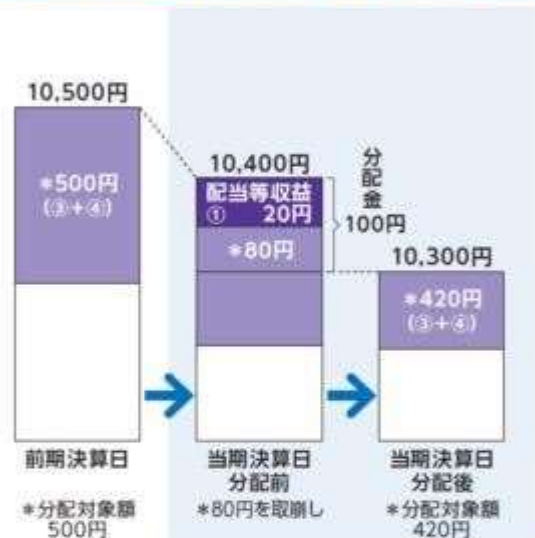 10,500円
*500円
(③+④)
前期決算日
*分配対象額
500円
10,400円
配当等収益
① 20円
*80円
分配金
100円
当期決算日
分配前
*80円を取崩し
10,300円
*420円
(③+④)
当期決算日
分配後
*分配対象額
420円